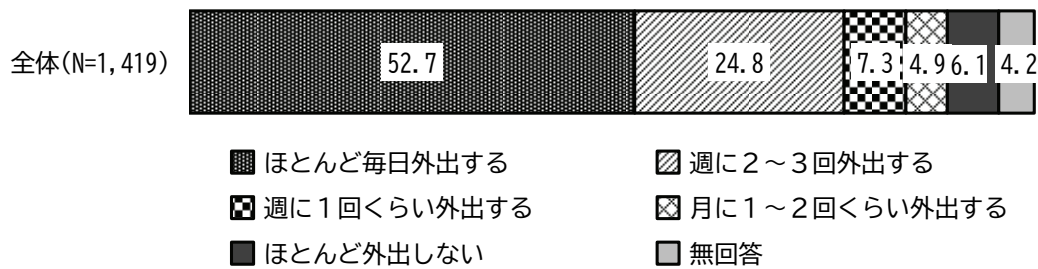 全体(N=1,419) 52.7 24.8 7.3 4.9 6.1 4.2
ほとんど毎日外出する 週に２～３回外出する
週に１回くらい外出する 月に１～２回くらい外出する
ほとんど外出しない 無回答